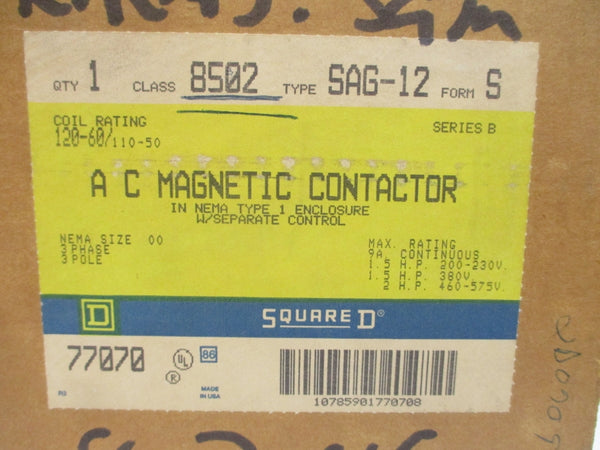 QTY 1 CLASS 8502 TYPE SAG-12 FORM S
COIL RATING
120-60/110-50
SERIES B
A C MAGNETIC CONTACTOR
IN NEMA TYPE 1 ENCLOSURE
W/SEPARATE CONTROL
NEMA SIZE 00
3 PHASE
3 POLE
MAX. RATING
9A. CONTINUOUS
1.5 H.P. 200-230V.
1.5 H.P. 380V.
2 H.P. 460-575V.
D SQUARE D®
77070
UL
®
86
MADE
IN USA
10785901770708